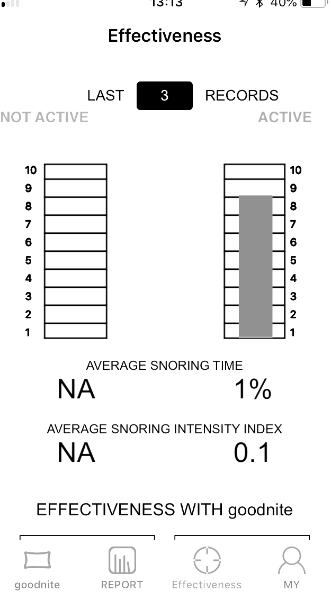 13:13 40%
Effectiveness
LAST 3 RECORDS
NOT ACTIVE ACTIVE
10 10
9 9
8 8
7 7
6 6
5 5
4 4
3 3
2 2
1 1
AVERAGE SNORING TIME
NA 1%
AVERAGE SNORING INTENSITY INDEX
NA 0.1
EFFECTIVENESS WITH goodnite
goodnite REPORT Effectiveness MY